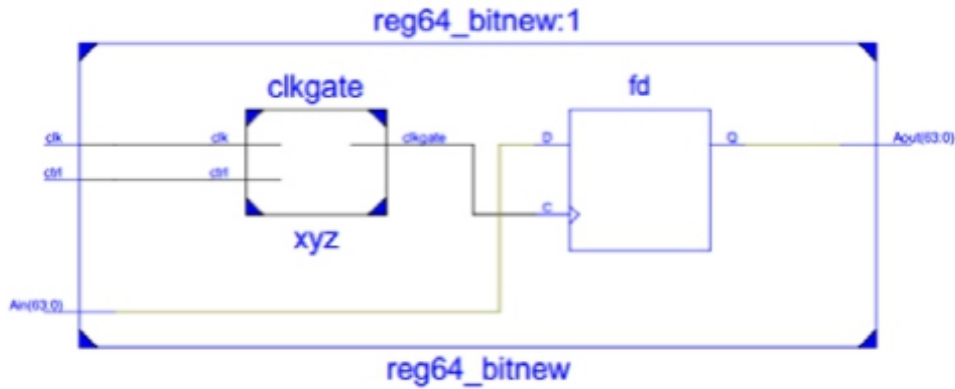 reg64_bitnew:1
clkgate
fd
clk
clk
clkgate
D
Q
Aout(63:0)
ctrl
ctrl
C
xyz
Ain(63:0)
reg64_bitnew